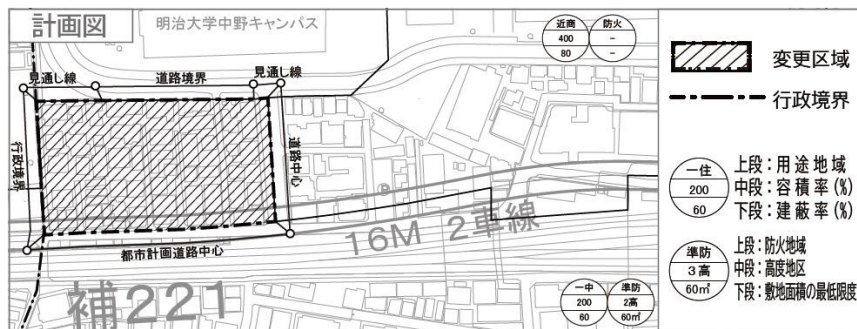 計画図
明治大学中野キャンパス
近商
400
80
防火
-
-
見通し線
道路境界
見通し線
行政境界
道路中心
都市計画道路中心
16M 2車線
補221
一中
200
60
準防
2高
60㎡
変更区域
行政境界
一住
200
60
上段:用途地域
中段:容積率(%)
下段:建蔽率(%)
準防
3高
60㎡
上段:防火地域
中段:高度地区
下段:敷地面積の最低限度